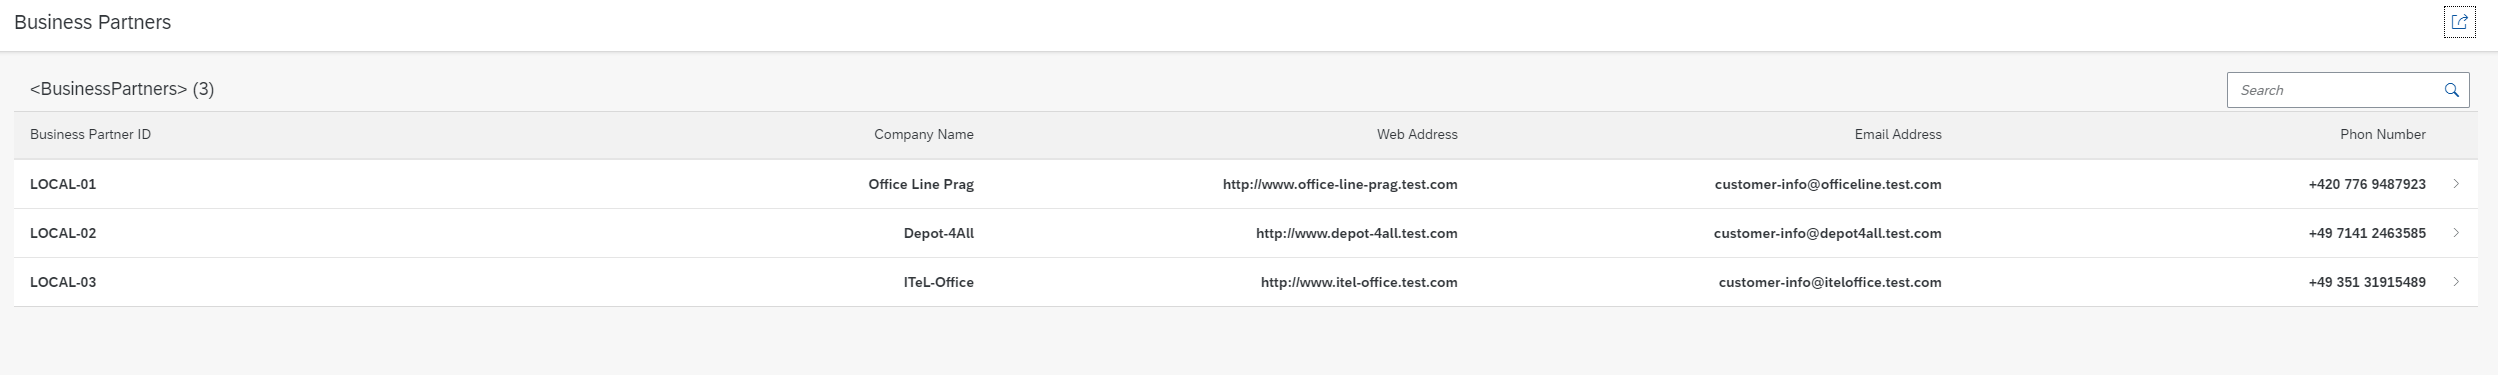 Business Partners
<BusinessPartners> (3)
Search
Business Partner ID Company Name Web Address Email Address Phon Number
LOCAL-01 Office Line Prag http://www.office-line-prag.test.com customer-info@officeline.test.com +420 776 9487923
LOCAL-02 Depot-4All http://www.depot-4all.test.com customer-info@depot4all.test.com +49 7141 2463585
LOCAL-03 ITeL-Office http://www.itel-office.test.com customer-info@iteloffice.test.com +49 351 31915489